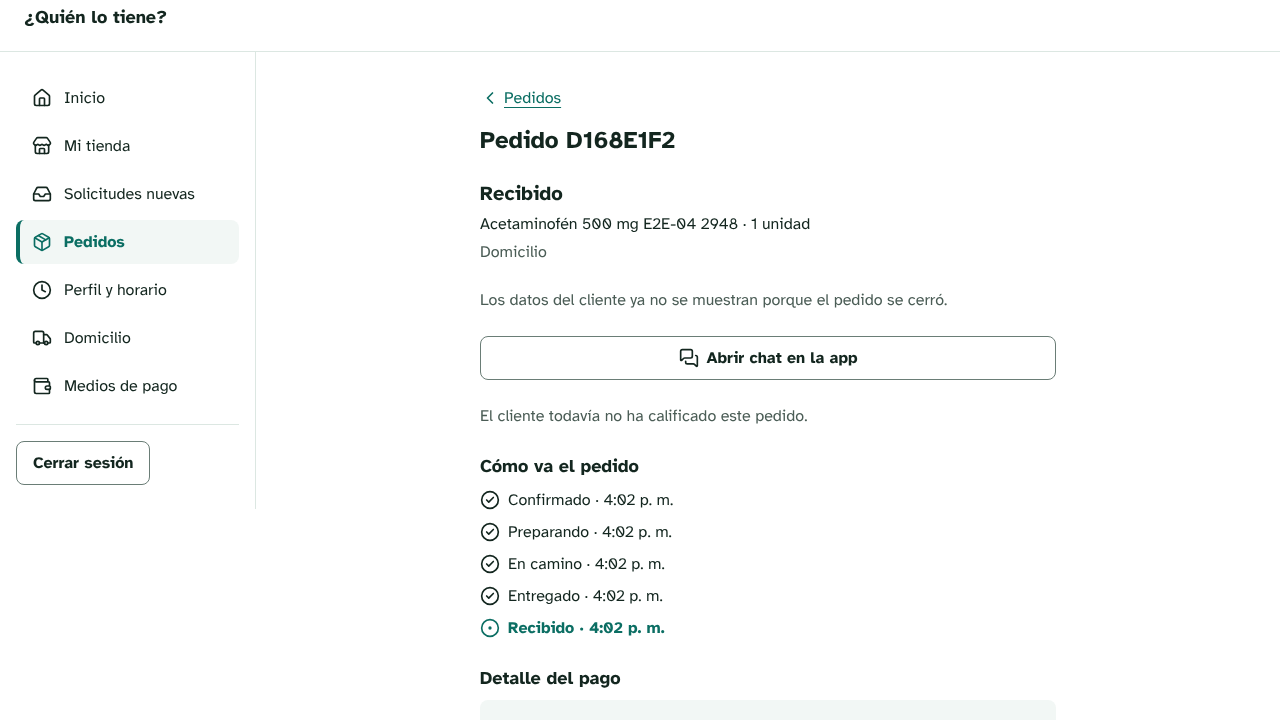 ¿Quién lo tiene?
Inicio
Mi tienda
Solicitudes nuevas
Pedidos
Perfil y horario
Domicilio
Medios de pago
Cerrar sesión
Pedidos
Pedido D168E1F2
Recibido
Acetaminofén 500 mg E2E-04 2948 · 1 unidad
Domicilio
Los datos del cliente ya no se muestran porque el pedido se cerró.
Abrir chat en la app
El cliente todavía no ha calificado este pedido.
Cómo va el pedido
Confirmado · 4:02 p. m.
Preparando · 4:02 p. m.
En camino · 4:02 p. m.
Entregado · 4:02 p. m.
Recibido · 4:02 p. m.
Detalle del pago